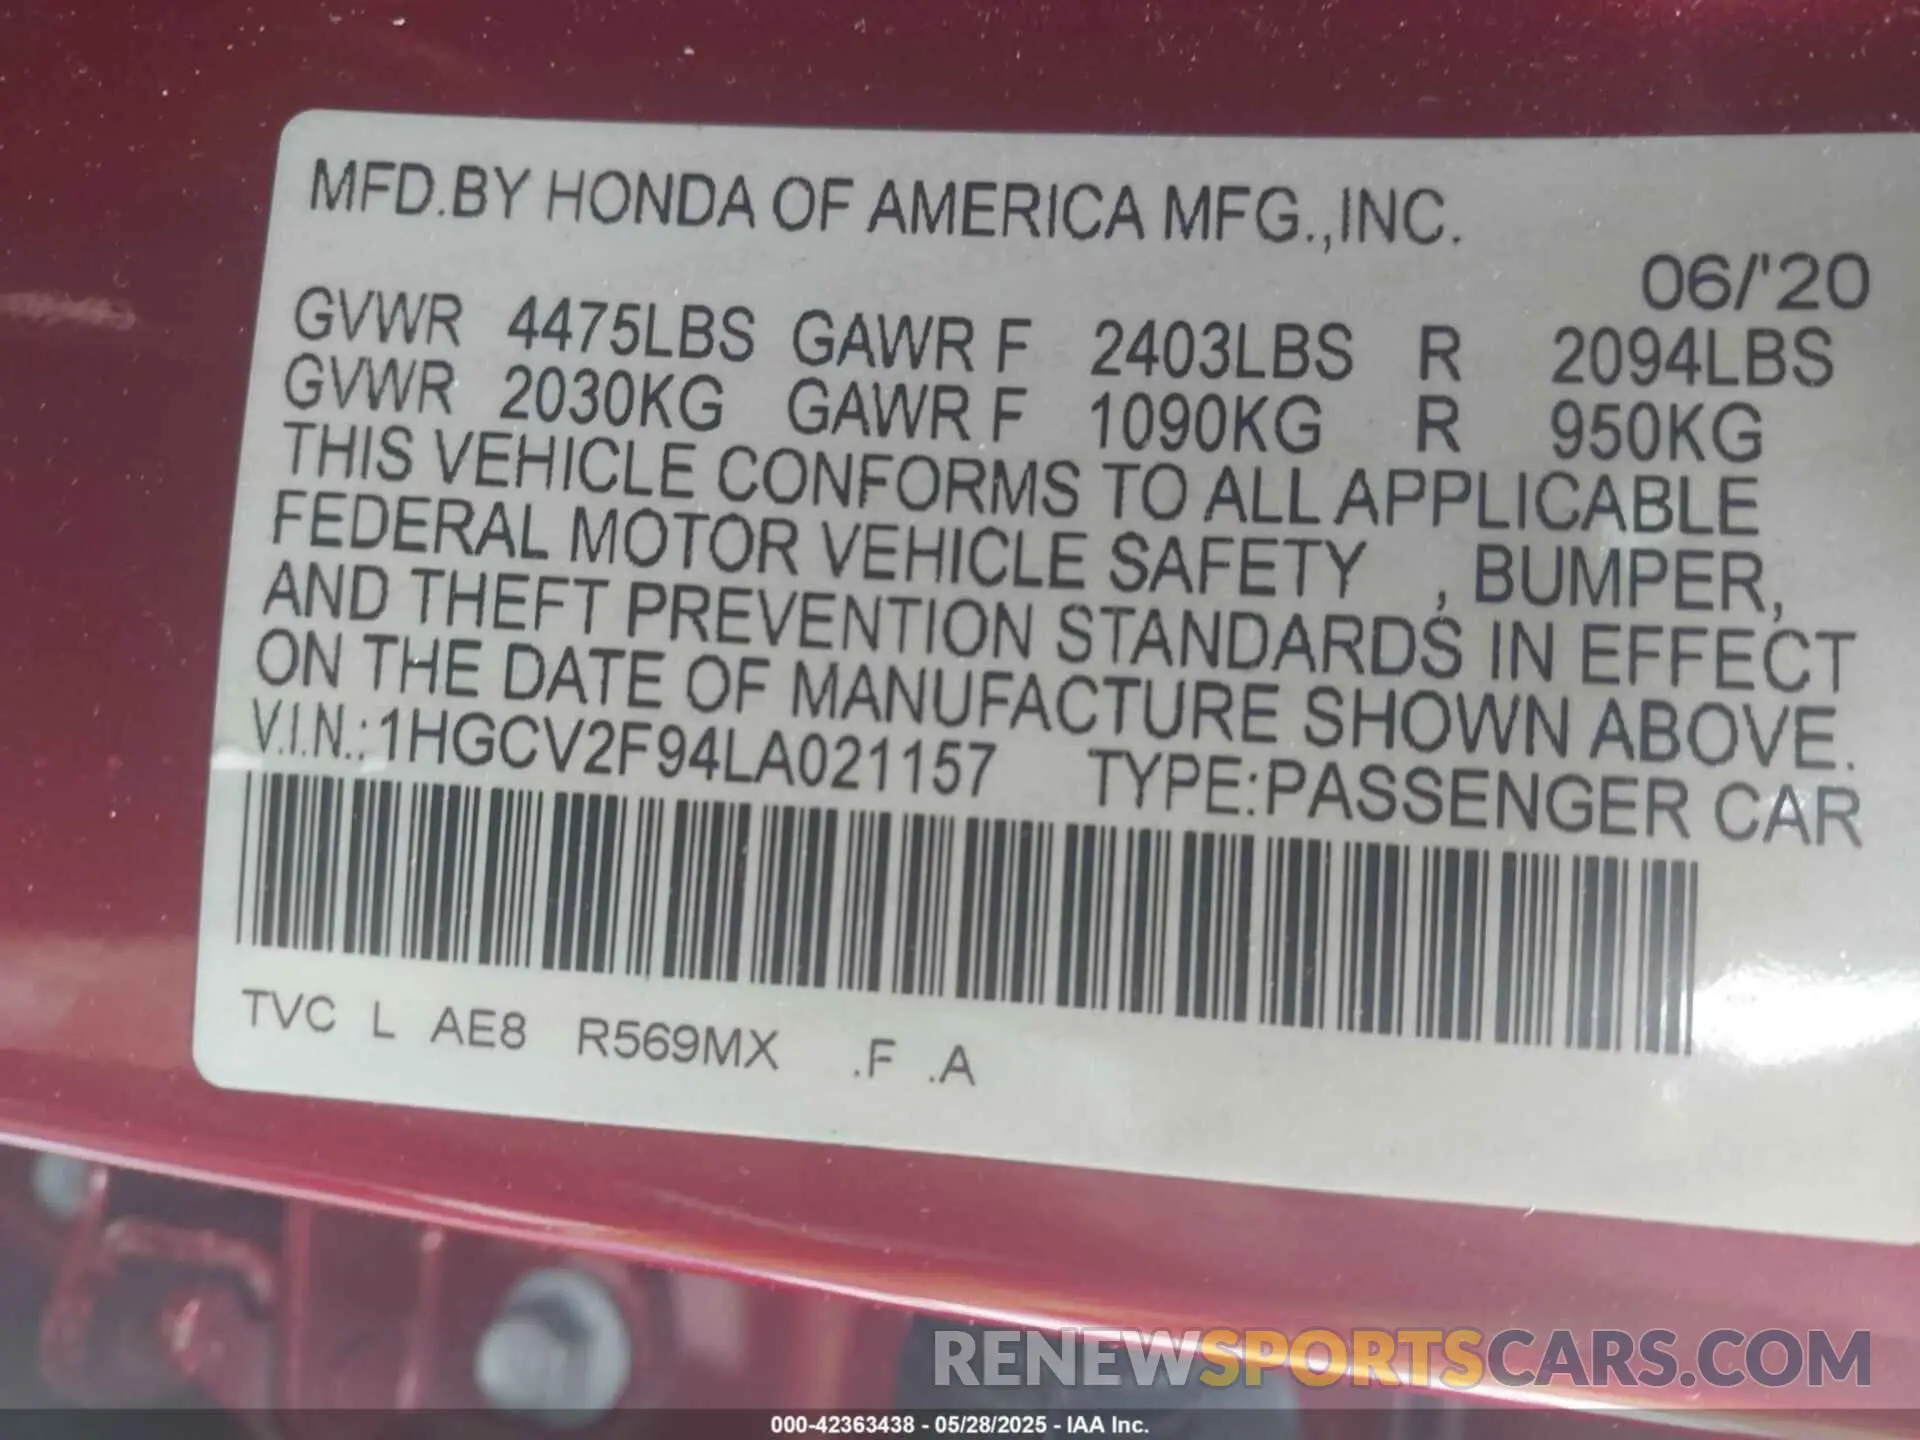 MFD.BY HONDA OF AMERICA MFG.,INC.
06/'20
GVWR 4475LBS GAWR F 2403LBS R 2094LBS
GVWR 2030KG GAWR F 1090KG R 950KG
THIS VEHICLE CONFORMS TO ALL APPLICABLE
FEDERAL MOTOR VEHICLE SAFETY , BUMPER,
AND THEFT PREVENTION STANDARDS IN EFFECT
ON THE DATE OF MANUFACTURE SHOWN ABOVE.
V.I.N.:1HGCV2F94LA021157 TYPE:PASSENGER CAR
TVC L AE8 R569MX .F .A
RENEWSPORTSCARS.COM
000-42363438 - 05/28/2025 - IAA Inc.